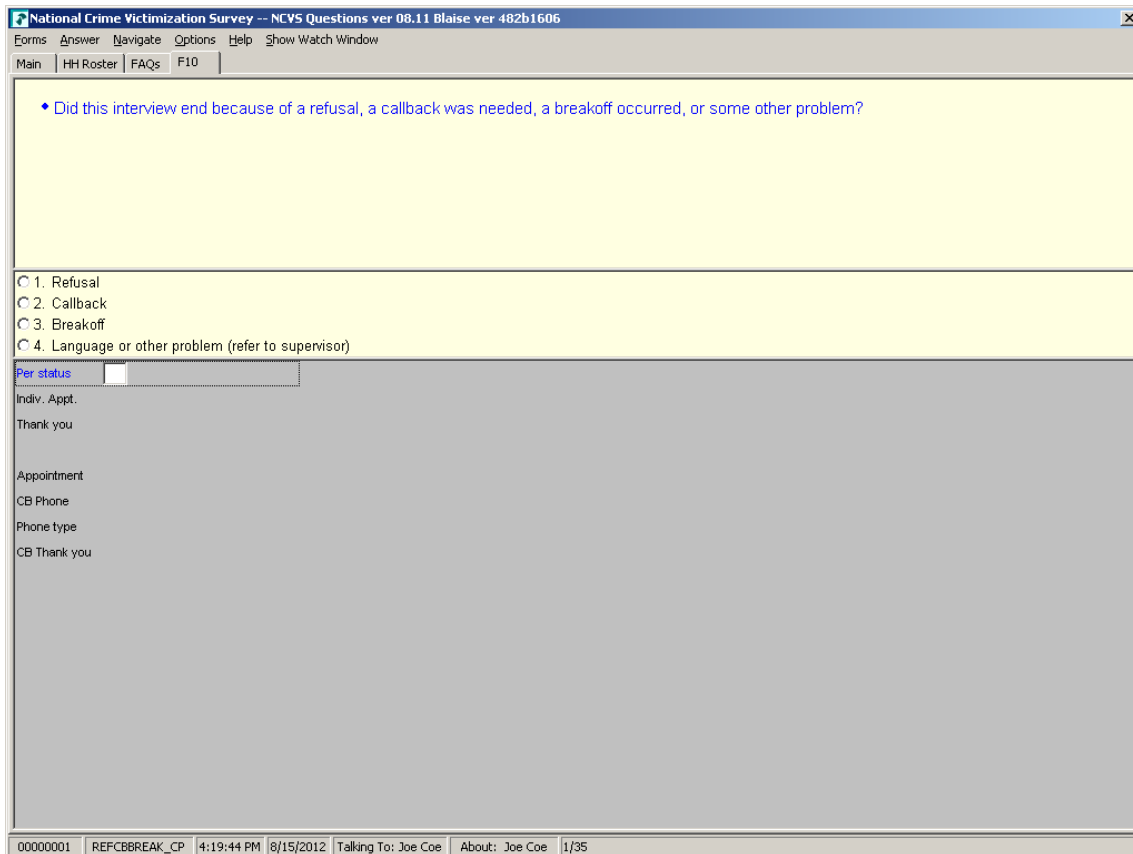 National Crime Victimization Survey -- NCVS Questions ver 08.11 Blaise ver 482b1606
Forms Answer Navigate Options Help Show Watch Window
Main HH Roster FAQs F10
Did this interview end because of a refusal, a callback was needed, a breakoff occurred, or some other problem?
1. Refusal
2. Callback
3. Breakoff
4. Language or other problem (refer to supervisor)
Per status
Indiv. Appt.
Thank you
Appointment
CB Phone
Phone type
CB Thank you
00000001 REFCBBREAK_CP 4:19:44 PM 8/15/2012 Talking To: Joe Coe About: Joe Coe 1/35